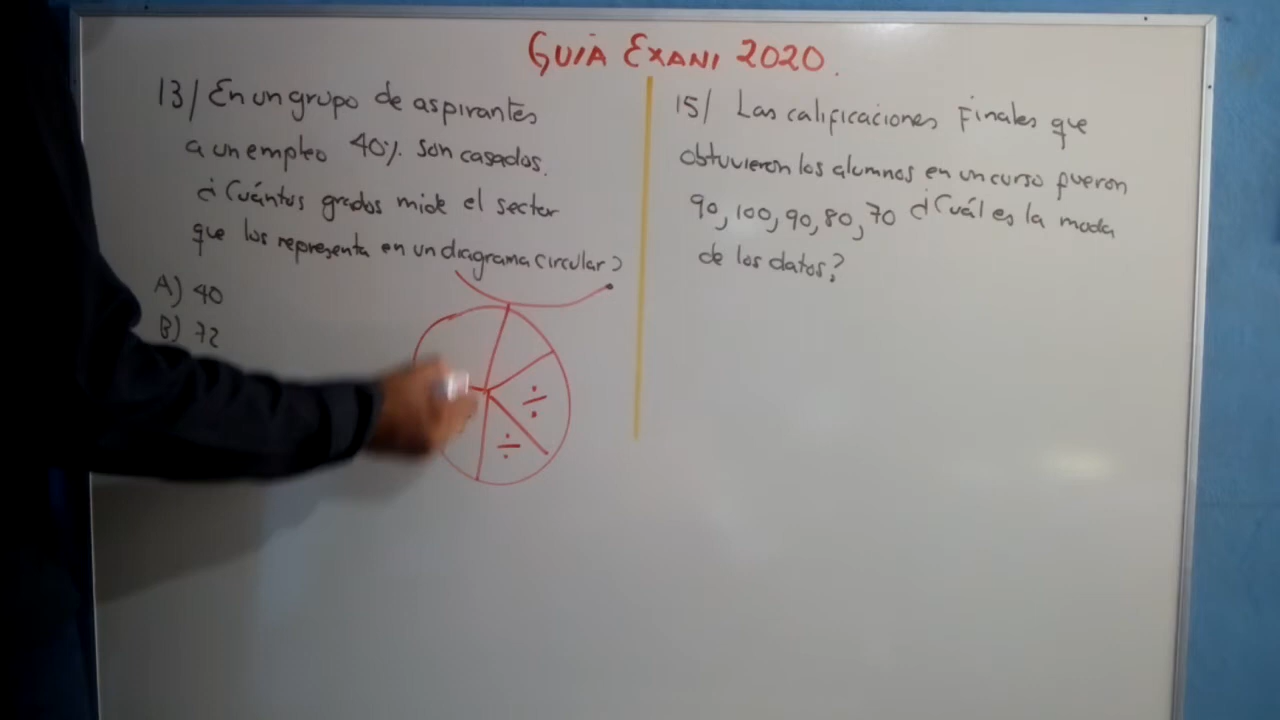 GUIA EXANI 2020.
13/ En un grupo de aspirantes
a un empleo 40% son casados.
¿Cuántos grados mide el sector
que los representa en un diagrama circular?
A) 40
B) 72
÷
÷
15/ Las calificaciones Finales que
obtuvieron los alumnos en un curso fueron
90, 100, 90, 80, 70 ¿Cuál es la moda
de los datos?